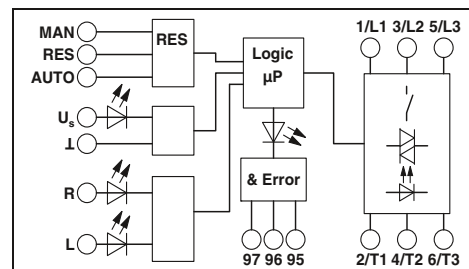 MAN
RES
AUTO
RES
Logic
µP
1/L1 3/L2 5/L3
Us
⊥
R
L
& Error
97 96 95
2/T1 4/T2 6/T3